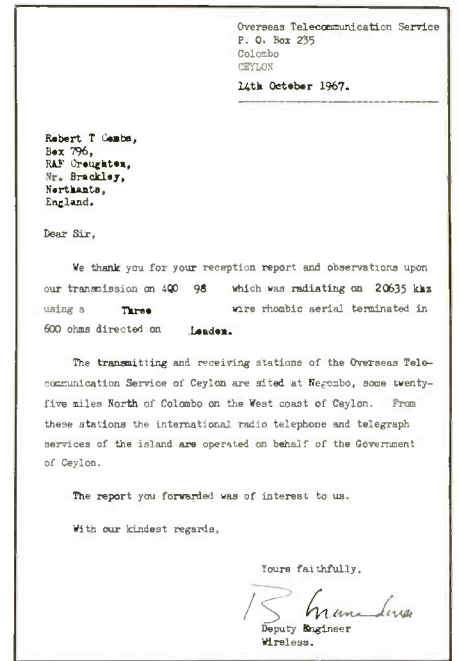 Overseas Telecommunication Service
P. O. Box 235
Colombo
CEYLON
14th October 1967.
Robert T Combs,
Box 796,
RAF Croughton,
Nr. Brackley,
Northants,
England.
Dear Sir,
We thank you for your reception report and observations upon
our transmission on 4Q0 98 which was radiating on 20635 khz
using a Three wire rhombic aerial terminated in
600 ohms directed on London.
The transmitting and receiving stations of the Overseas Tele-
communication Service of Ceylon are sited at Negombo, some twenty-
five miles North of Colombo on the West coast of Ceylon. From
these stations the international radio telephone and telegraph
services of the island are operated on behalf of the Government
of Ceylon.
The report you forwarded was of interest to us.
With our kindest regards,
Yours faithfully,
Deputy Engineer
Wireless.